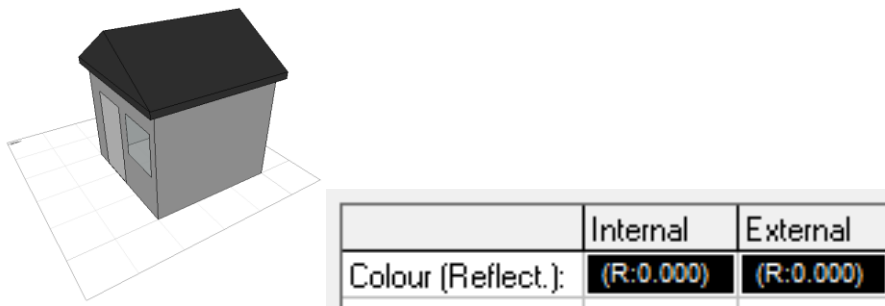 Internal External
Colour (Reflect.): (R:0.000) (R:0.000)